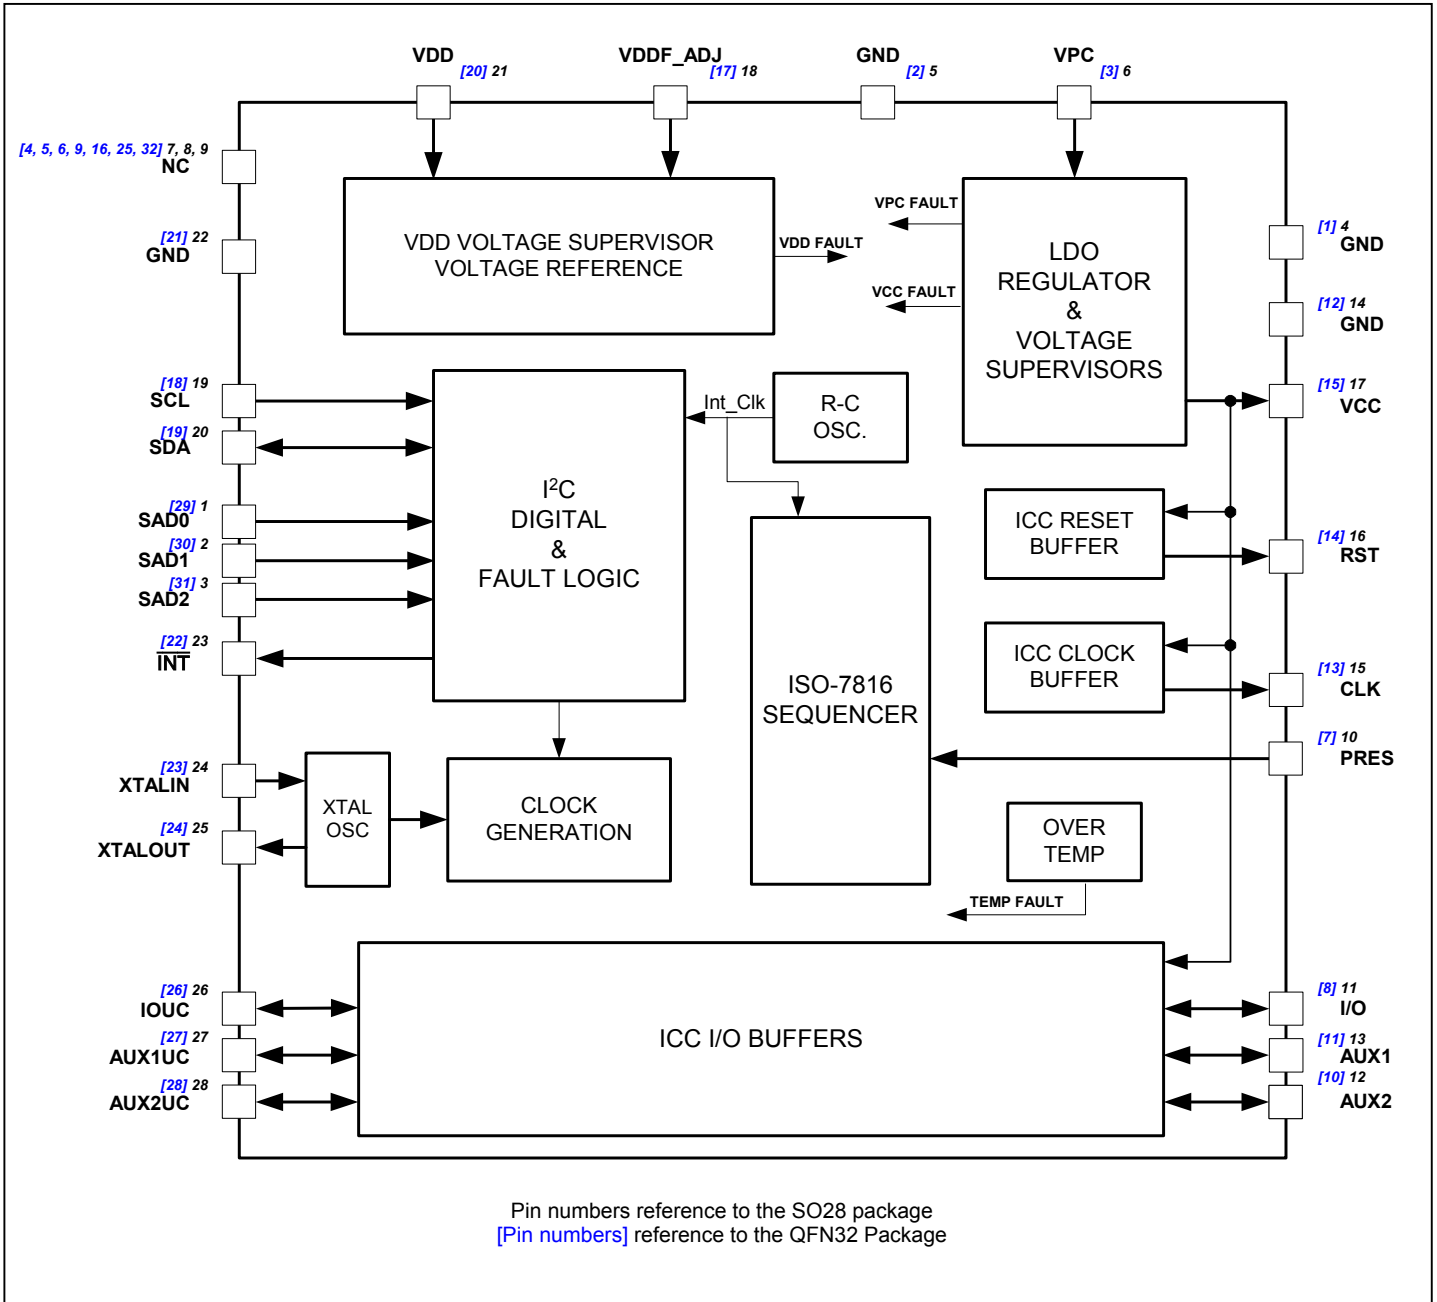 VDD
[20] 21
VDDF_ADJ
[17] 18
GND
[2] 5
VPC
[3] 6
[4, 5, 6, 9, 16, 25, 32] 7, 8, 9
NC
[21] 22
GND
VDD VOLTAGE SUPERVISOR
VOLTAGE REFERENCE
VDD FAULT
VPC FAULT
VCC FAULT
LDO
REGULATOR
&
VOLTAGE
SUPERVISORS
[1] 4
GND
[12] 14
GND
[15] 17
VCC
[18] 19
SCL
[19] 20
SDA
[29] 1
SAD0
[30] 2
SAD1
[31] 3
SAD2
[22] 23
INT
I²C
DIGITAL
&
FAULT LOGIC
Int_Clk
R-C
OSC.
ISO-7816
SEQUENCER
ICC RESET
BUFFER
[14] 16
RST
ICC CLOCK
BUFFER
[13] 15
CLK
[7] 10
PRES
[23] 24
XTALIN
[24] 25
XTALOUT
XTAL
OSC
CLOCK
GENERATION
OVER
TEMP
TEMP FAULT
[26] 26
IOUC
[27] 27
AUX1UC
[28] 28
AUX2UC
ICC I/O BUFFERS
[8] 11
I/O
[11] 13
AUX1
[10] 12
AUX2
Pin numbers reference to the SO28 package
[Pin numbers] reference to the QFN32 Package